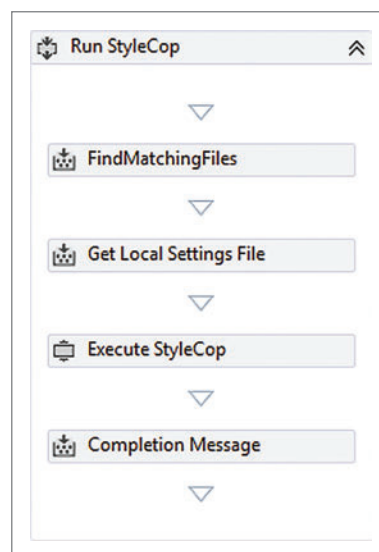 Run StyleCop
FindMatchingFiles
Get Local Settings File
Execute StyleCop
Completion Message